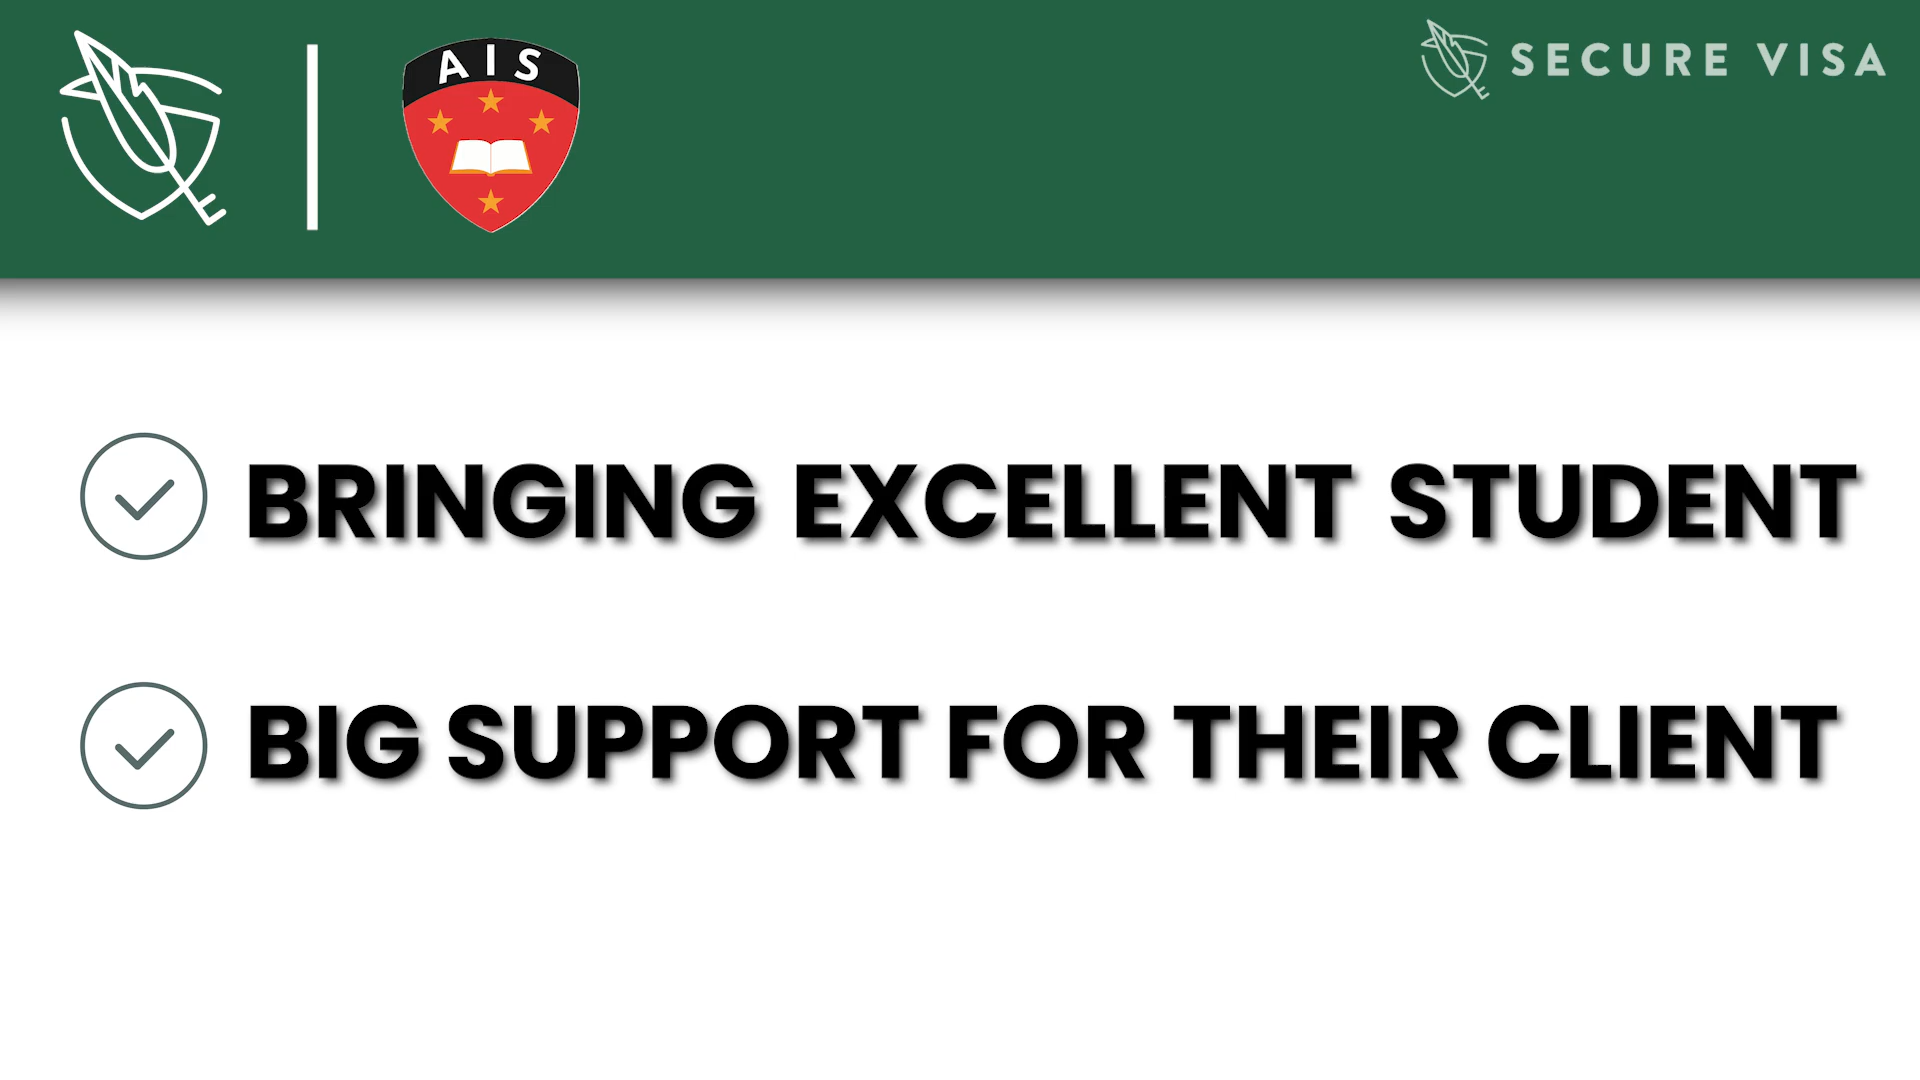 AIS
SECURE VISA
BRINGING EXCELLENT STUDENT
BIG SUPPORT FOR THEIR CLIENT